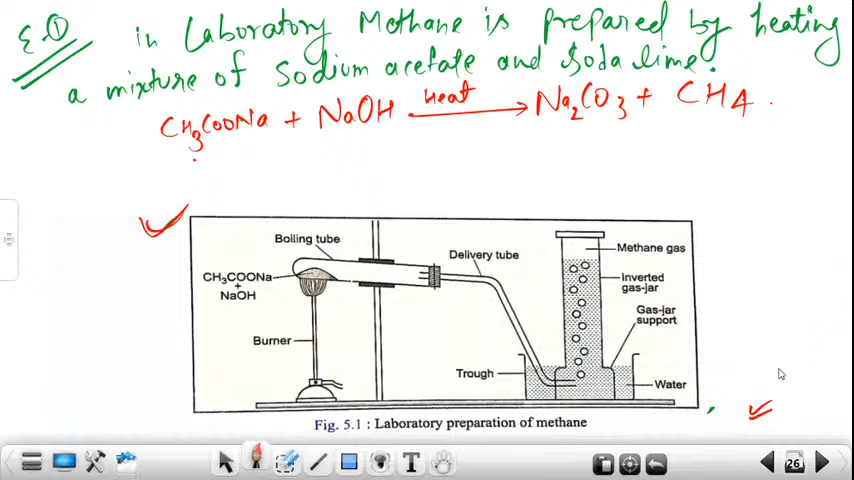 E.Q in Laboratory Methane is prepared by heating
a mixture of Sodium acetate and Soda lime.
CH3COONa + NaOH heat Na2CO3 + CH4.
Boiling tube
Delivery tube
Methane gas
CH3COONa
+
NaOH
Inverted
gas-jar
Gas-jar
support
Burner
Trough
Water
Fig. 5.1 : Laboratory preparation of methane
T
26